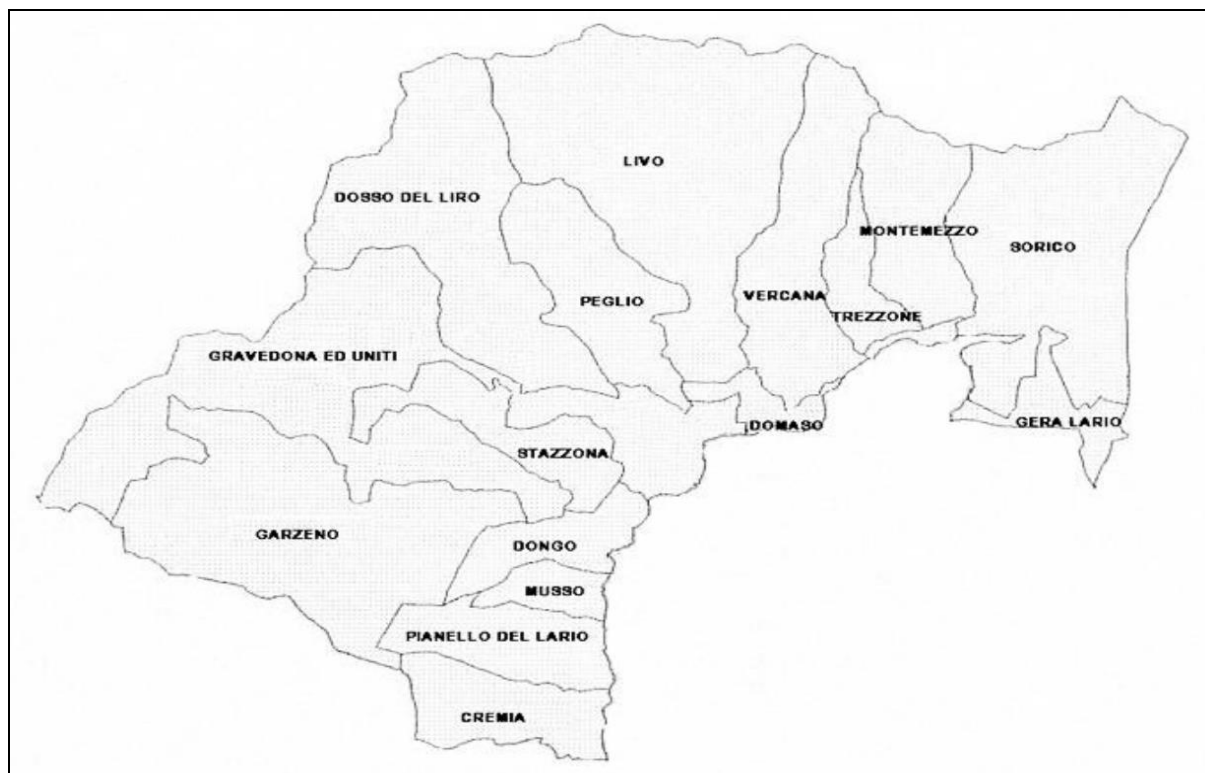 LIVO
DOSSO DEL LIRO
MONTEMEZZO
SORICO
VERCANA
PEGLIO
TREZZONE
GRAVEDONA ED UNITI
GERA LARIO
DOMASO
STAZZONA
GARZENO
DONGO
MUSSO
PIANELLO DEL LARIO
CREMIA